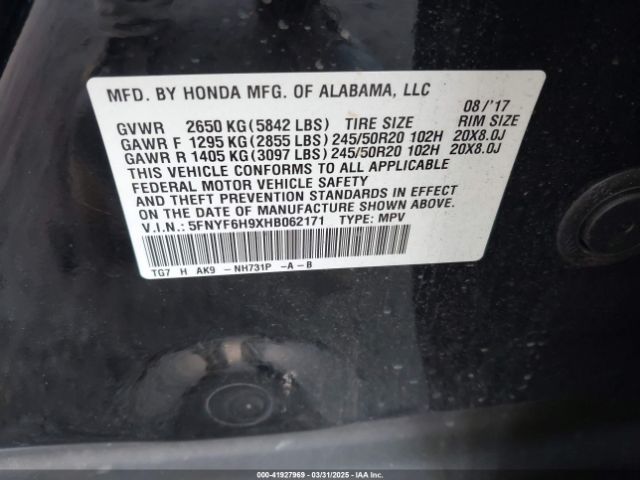 MFD. BY HONDA MFG. OF ALABAMA, LLC
08/'17
GVWR 2650 KG (5842 LBS) TIRE SIZE RIM SIZE
GAWR F 1295 KG (2855 LBS) 245/50R20 102H 20X8.0J
GAWR R 1405 KG (3097 LBS) 245/50R20 102H 20X8.0J
THIS VEHICLE CONFORMS TO ALL APPLICABLE
FEDERAL MOTOR VEHICLE SAFETY
AND THEFT PREVENTION STANDARDS IN EFFECT
ON THE DATE OF MANUFACTURE SHOWN ABOVE.
V.I.N.: 5FNYF6H9XHB062171 TYPE: MPV
TG7 H AK9 - NH731P -A-B
000-41927969 - 03/31/2025 - IAA Inc.